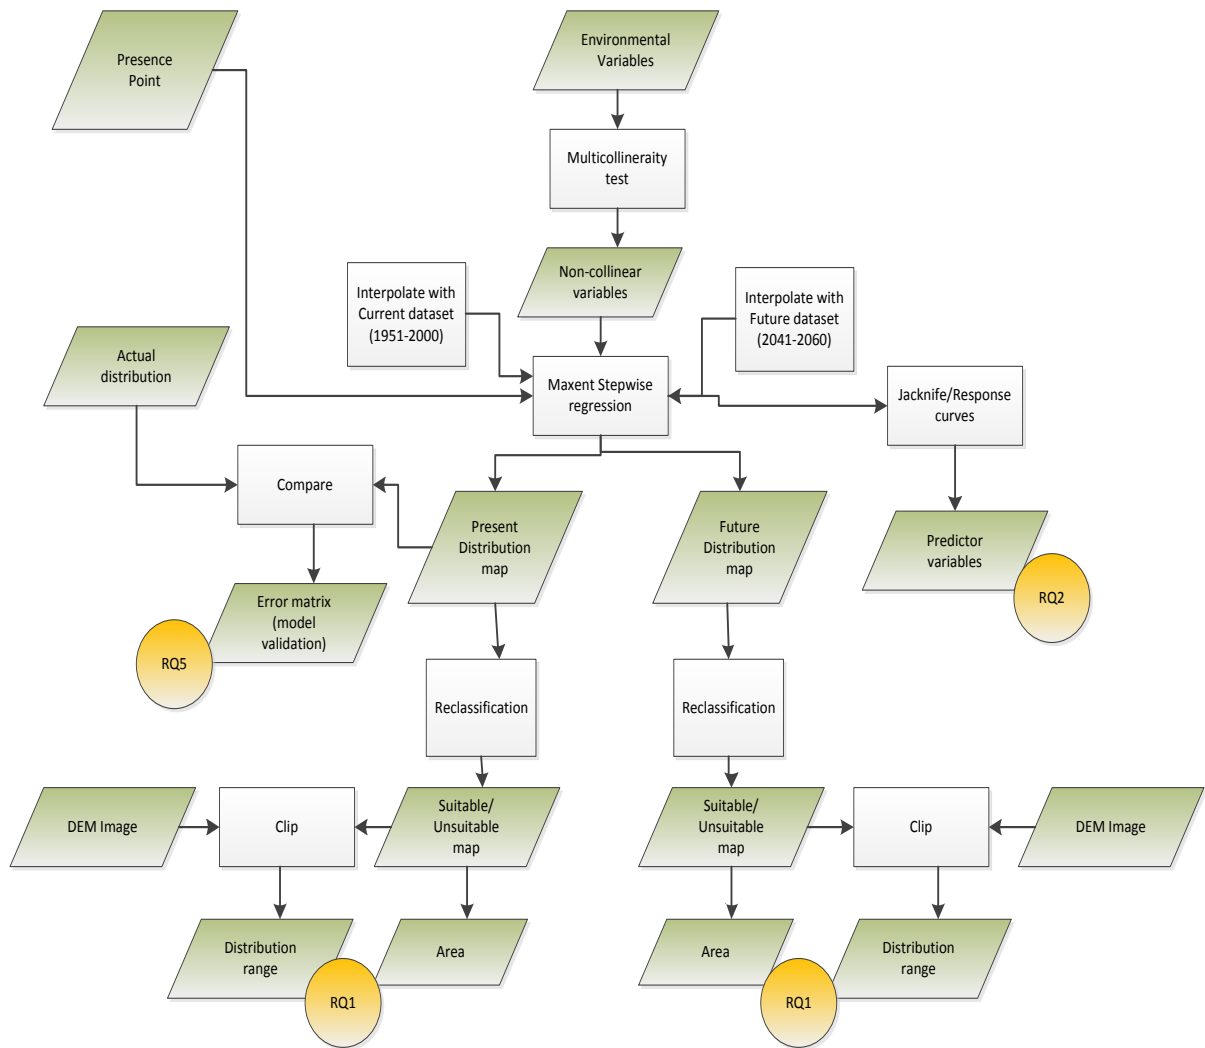 Presence
Point
Environmental
Variables
Multicollineraity
test
Non-collinear
variables
Interpolate with
Current dataset
(1951-2000)
Interpolate with
Future dataset
(2041-2060)
Actual
distribution
Maxent Stepwise
regression
Jacknife/Response
curves
Compare
Present
Distribution
map
Future
Distribution
map
Predictor
variables
RQ2
Error matrix
(model
validation)
RQ5
Reclassification
Reclassification
DEM Image
Clip
Suitable/
Unsuitable
map
Suitable/
Unsuitable
map
Clip
DEM Image
Distribution
range
Area
RQ1
Area
Distribution
range
RQ1